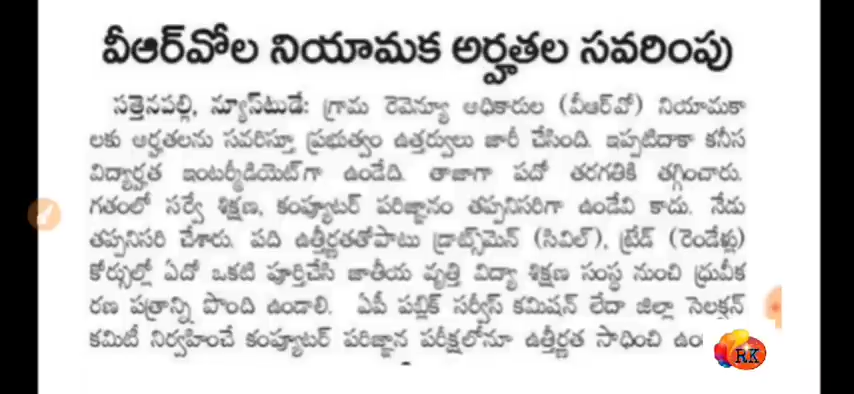 వీఆర్‌వోల నియామక అర్హతల సవరింపు
సత్తెనపల్లి, న్యూస్‌టుడే: గ్రామ రెవెన్యూ అధికారుల (వీఆర్‌వో) నియామకా
లకు అర్హతలను సవరిస్తూ ప్రభుత్వం ఉత్తర్వులు జారీ చేసింది. ఇప్పటిదాకా కనీస
విద్యార్హత ఇంటర్మీడియెట్‌గా ఉండేది. తాజాగా పదో తరగతికి తగ్గించారు.
గతంలో సర్వే శిక్షణ, కంప్యూటర్ పరిజ్ఞానం తప్పనిసరిగా ఉండేవి కాదు. నేడు
తప్పనిసరి చేశారు. పది ఉత్తీర్ణతతోపాటు డ్రాట్స్‌మెన్ (సివిల్), ట్రేడ్ (రెండేళ్లు)
కోర్సుల్లో ఏదో ఒకటి పూర్తిచేసి జాతీయ వృత్తి విద్యా శిక్షణ సంస్థ నుంచి ధ్రువీక
రణ పత్రాన్ని పొంది ఉండాలి. ఏపీ పబ్లిక్ సర్వీస్ కమిషన్ లేదా జిల్లా సెలక్షన్
కమిటీ నిర్వహించే కంప్యూటర్ పరిజ్ఞాన పరీక్షలోనూ ఉత్తీర్ణత సాధించి ఉం
RK